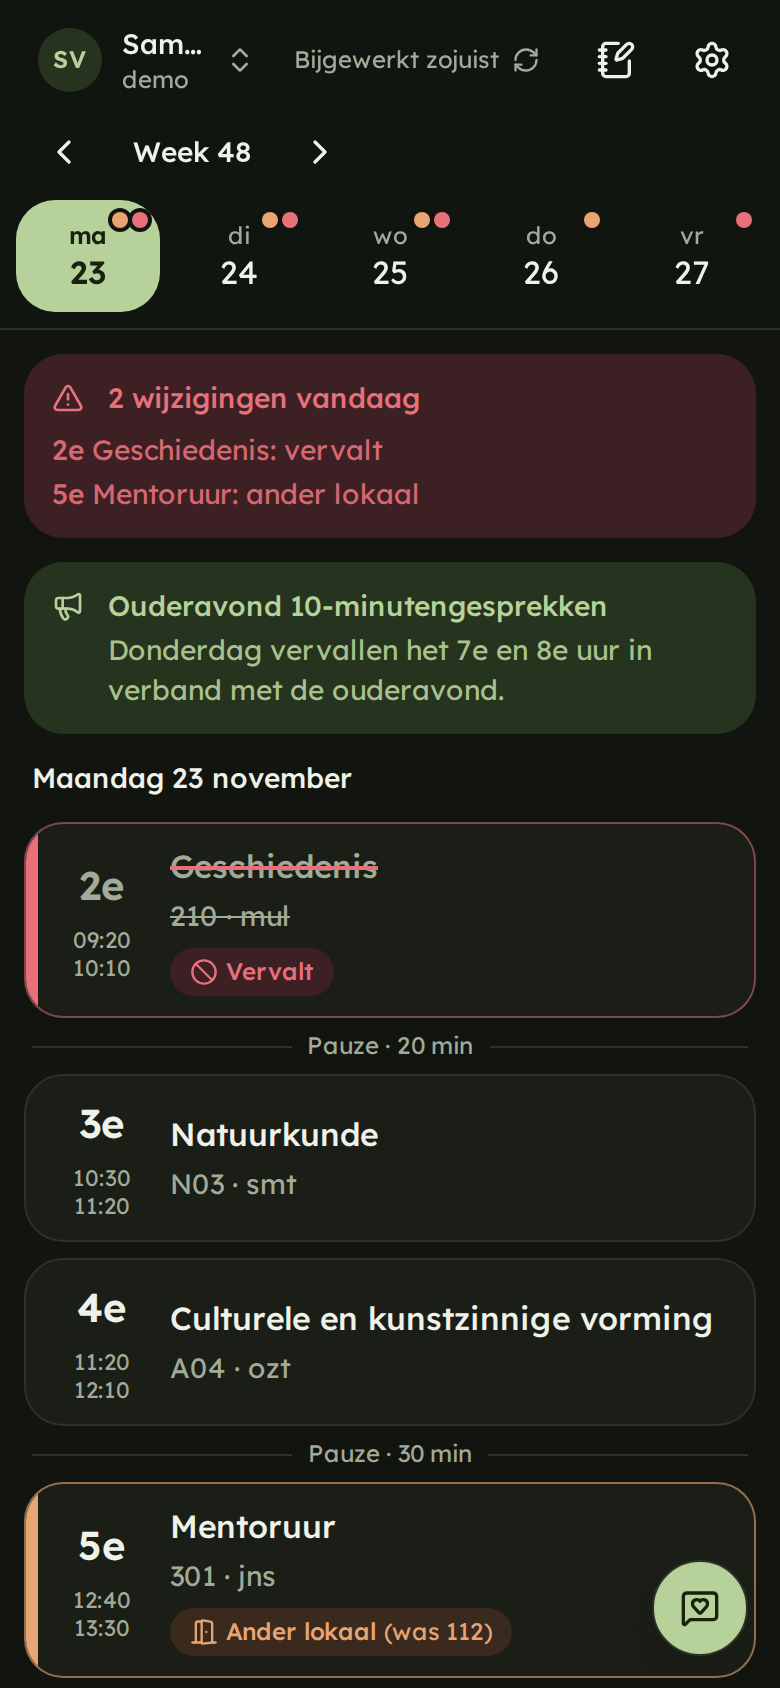 SV
Sam...
demo
Bijgewerkt zojuist
Week 48
ma
23
di
24
wo
25
do
26
vr
27
2 wijzigingen vandaag
2e Geschiedenis: vervalt
5e Mentoruur: ander lokaal
Ouderavond 10-minutengesprekken
Donderdag vervallen het 7e en 8e uur in
verband met de ouderavond.
Maandag 23 november
2e
09:20
10:10
Geschiedenis
210 · mul
Vervalt
Pauze · 20 min
3e
10:30
11:20
Natuurkunde
N03 · smt
4e
11:20
12:10
Culturele en kunstzinnige vorming
A04 · ozt
Pauze · 30 min
5e
12:40
13:30
Mentoruur
301 · jns
Ander lokaal (was 112)